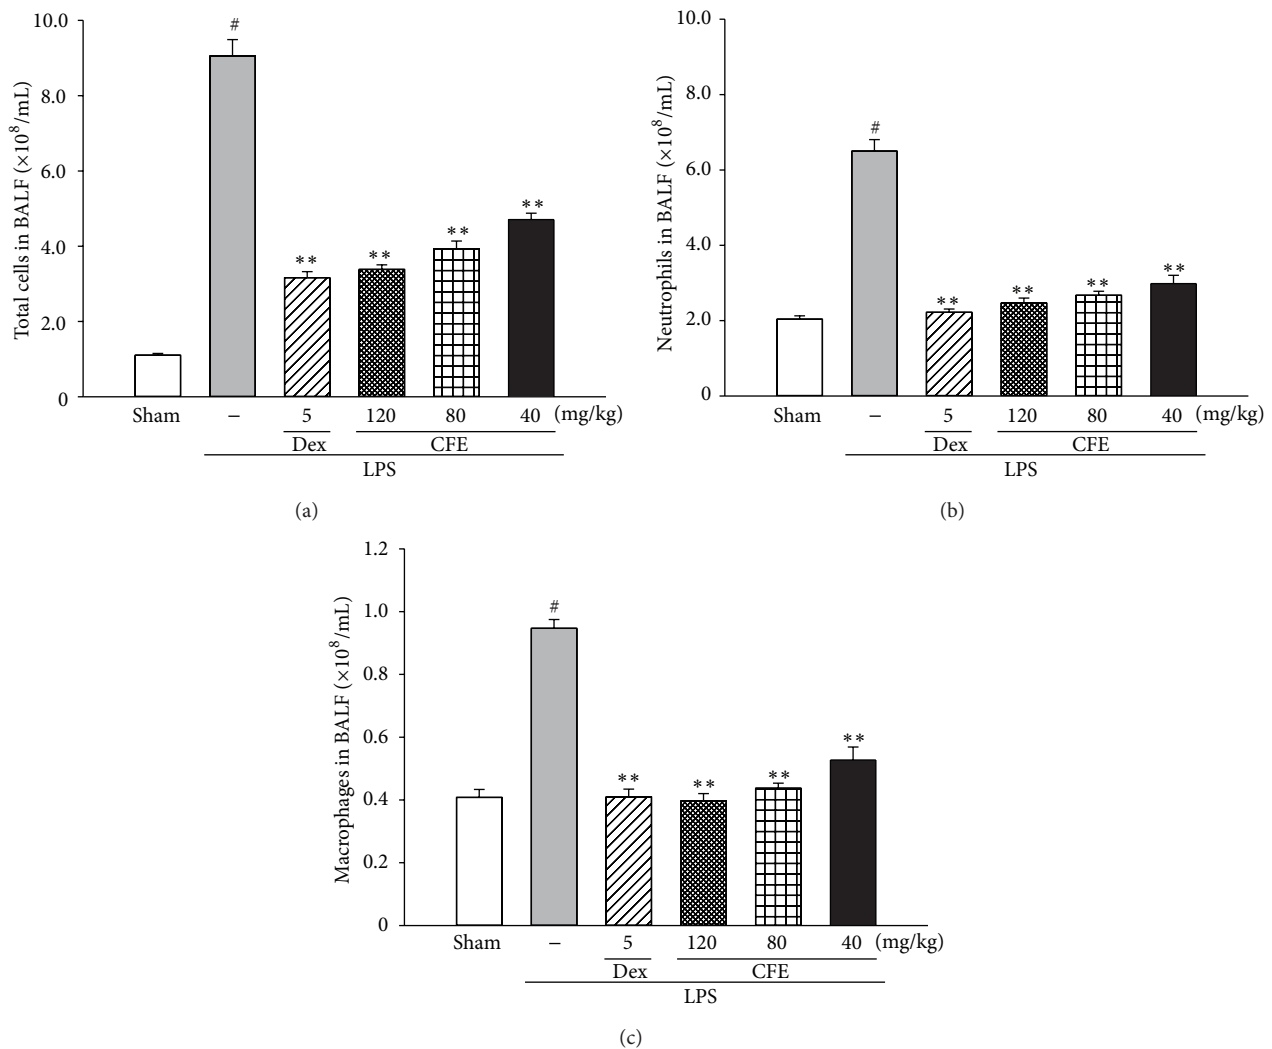 Total cells in BALF (×10⁸/mL)
10.0
8.0
6.0
4.0
2.0
0
#
**
**
**
**
Sham
−
5
120
80
40
(mg/kg)
Dex
CFE
LPS
(a)
Neutrophils in BALF (×10⁸/mL)
10.0
8.0
6.0
4.0
2.0
0
#
**
**
**
**
Sham
−
5
120
80
40
(mg/kg)
Dex
CFE
LPS
(b)
Macrophages in BALF (×10⁸/mL)
1.2
1.0
0.8
0.6
0.4
0.2
0
#
**
**
**
**
Sham
−
5
120
80
40
(mg/kg)
Dex
CFE
LPS
(c)